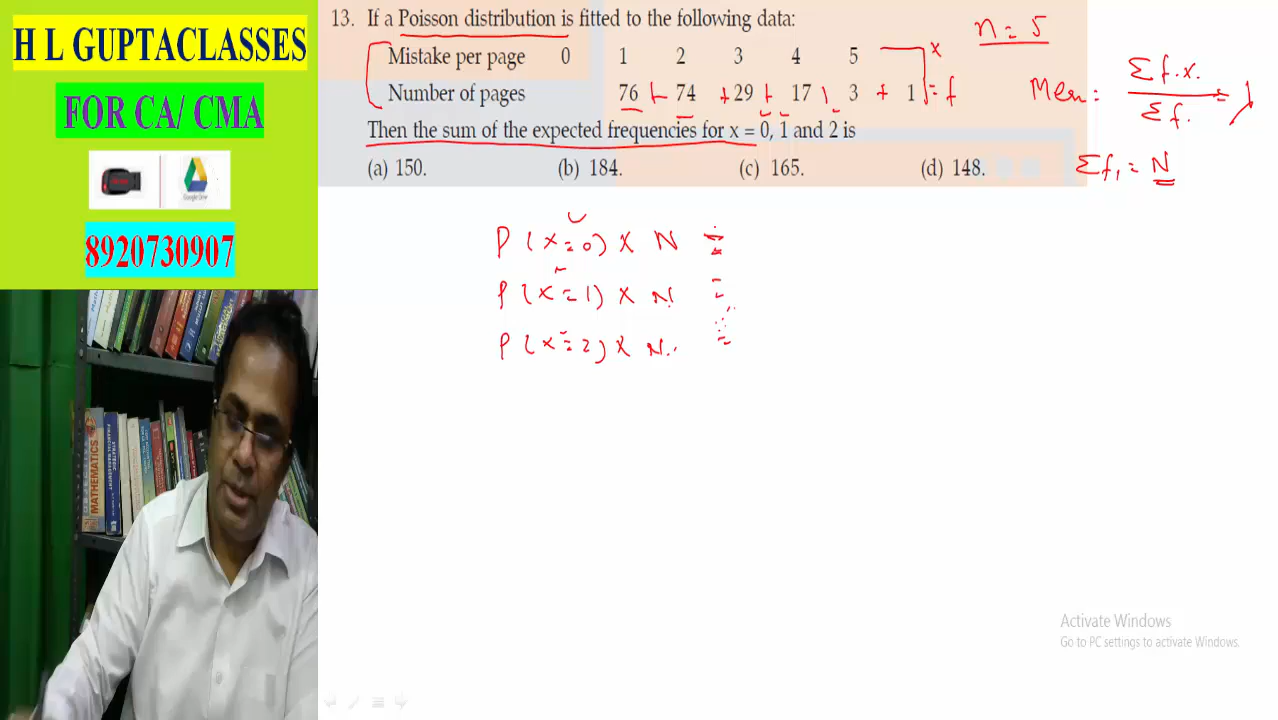 H L GUPTACLASSES
FOR CA/ CMA
8920730907
13. If a Poisson distribution is fitted to the following data:
Mistake per page 0 1 2 3 4 5
Number of pages 76 + 74 + 29 + 17 + 3 + 1 = f
x
n = 5
Then the sum of the expected frequencies for x = 0, 1 and 2 is
(a) 150. (b) 184. (c) 165. (d) 148.
Σ f. x.
Σ f.
Σf, = N
P (x = 0) X N =
P (x = 1) X N =
P (x = 2) X N.. =
MATHEMATICS
Activate Windows
Go to PC settings to activate Windows.